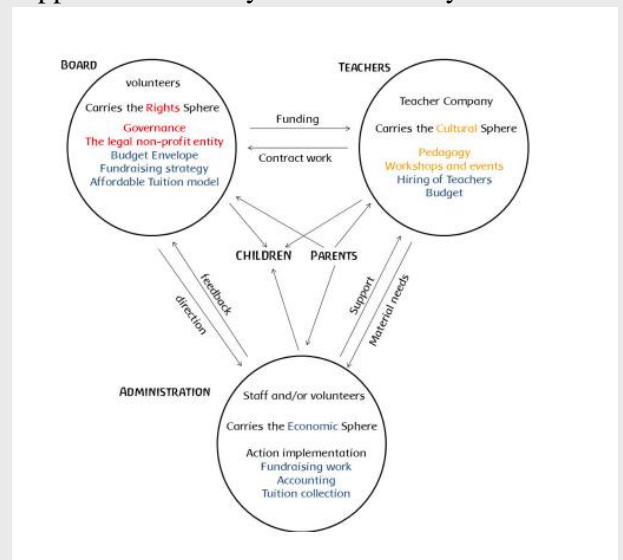 BOARD
volunteers
Carries the Rights Sphere
Governance
The legal non-profit entity
Budget Envelope
Fundraising strategy
Affordable Tuition model
Funding
Contract work
TEACHERS
Teacher Company
Carries the Cultural Sphere
Pedagogy
Workshops and events
Hiring of Teachers
Budget
CHILDREN
PARENTS
feedback
direction
Support
Material needs
ADMINISTRATION
Staff and/or volunteers
Carries the Economic Sphere
Action implementation
Fundraising work
Accounting
Tuition collection